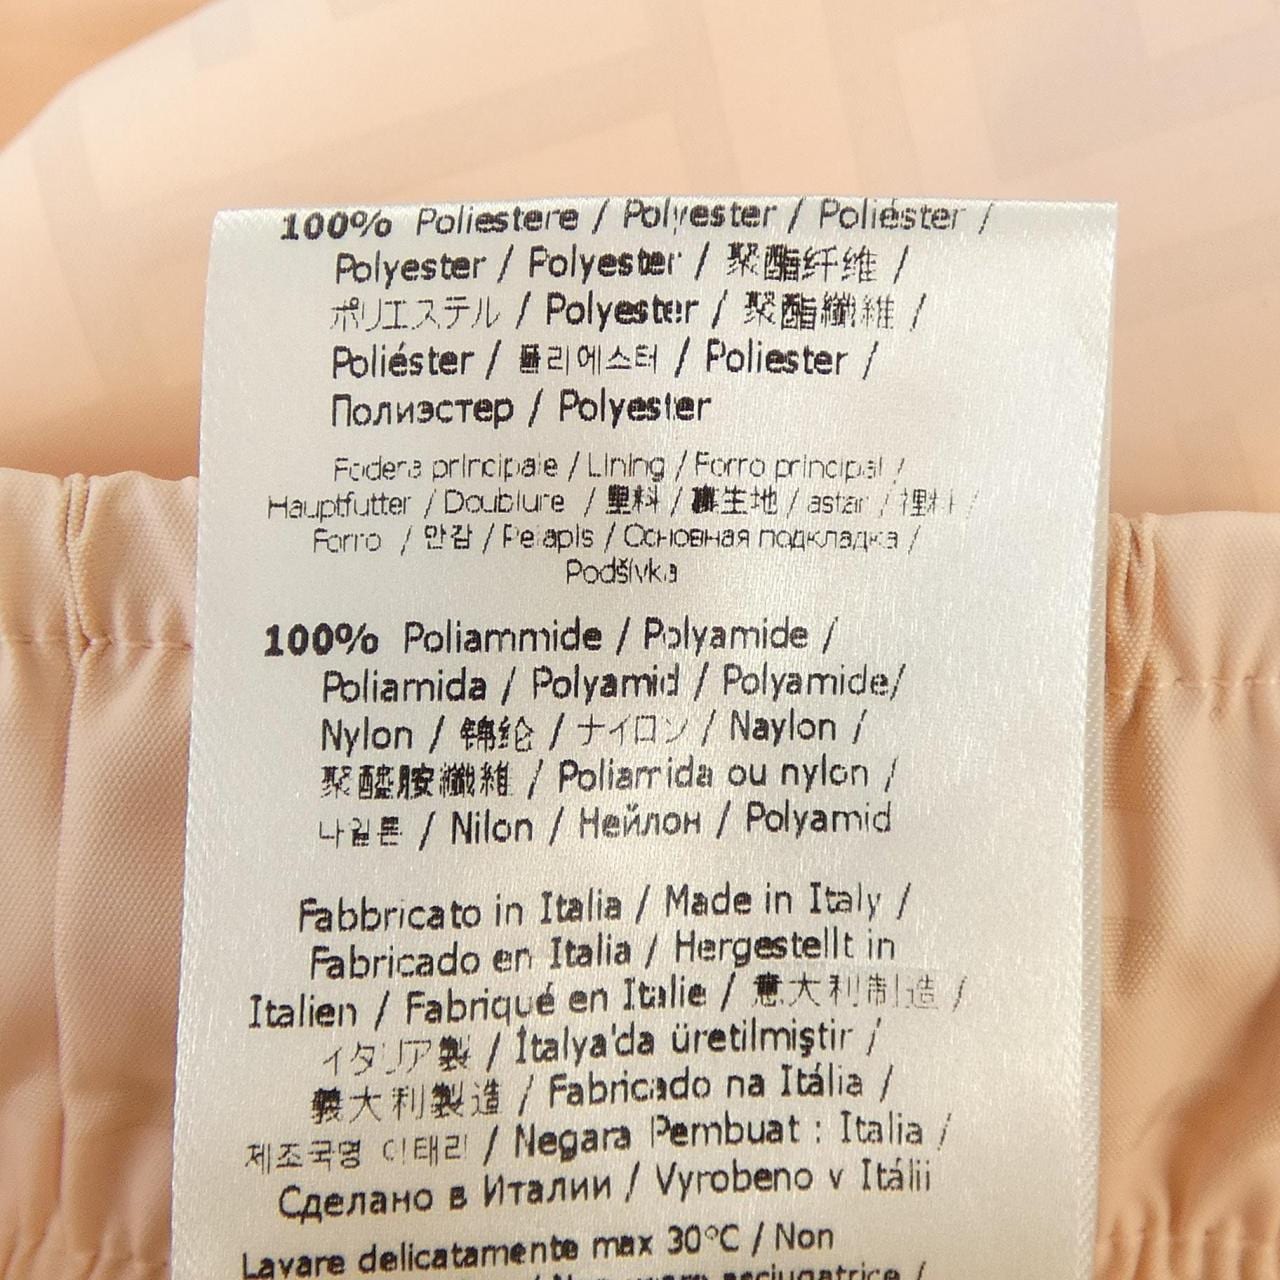 100% Poliestere / Polyester / Poliéster /
Polyester / Polyester / 聚酯纤维 /
ポリエステル / Polyester / 聚酯纖維 /
Poliéster / 폴리에스터 / Poliester /
Полиэстер / Polyester
Fodera principale / Lining / Forro principal /
Hauptfutter / Doublure / 里料 / 裏生地 / astar / 裡料 /
Forro / 안감 / Pelapis / Основная подкладка /
Podšívka
100% Poliammide / Polyamide /
Poliamida / Polyamid / Polyamide/
Nylon / 锦纶 / ナイロン / Naylon /
聚醯胺纖維 / Poliamida ou nylon /
나일론 / Nilon / Нейлон / Polyamid
Fabbricato in Italia / Made in Italy /
Fabricado en Italia / Hergestellt in
Italien / Fabriqué en Italie / 意大利制造 /
イタリア製 / İtalya'da üretilmiştir /
義大利製造 / Fabricado na Itália /
제조국명 이태리 / Negara Pembuat : Italia /
Сделано в Италии / Vyrobeno v Itálii
Lavare delicatamente max 30°C / Non
asciugatrice /